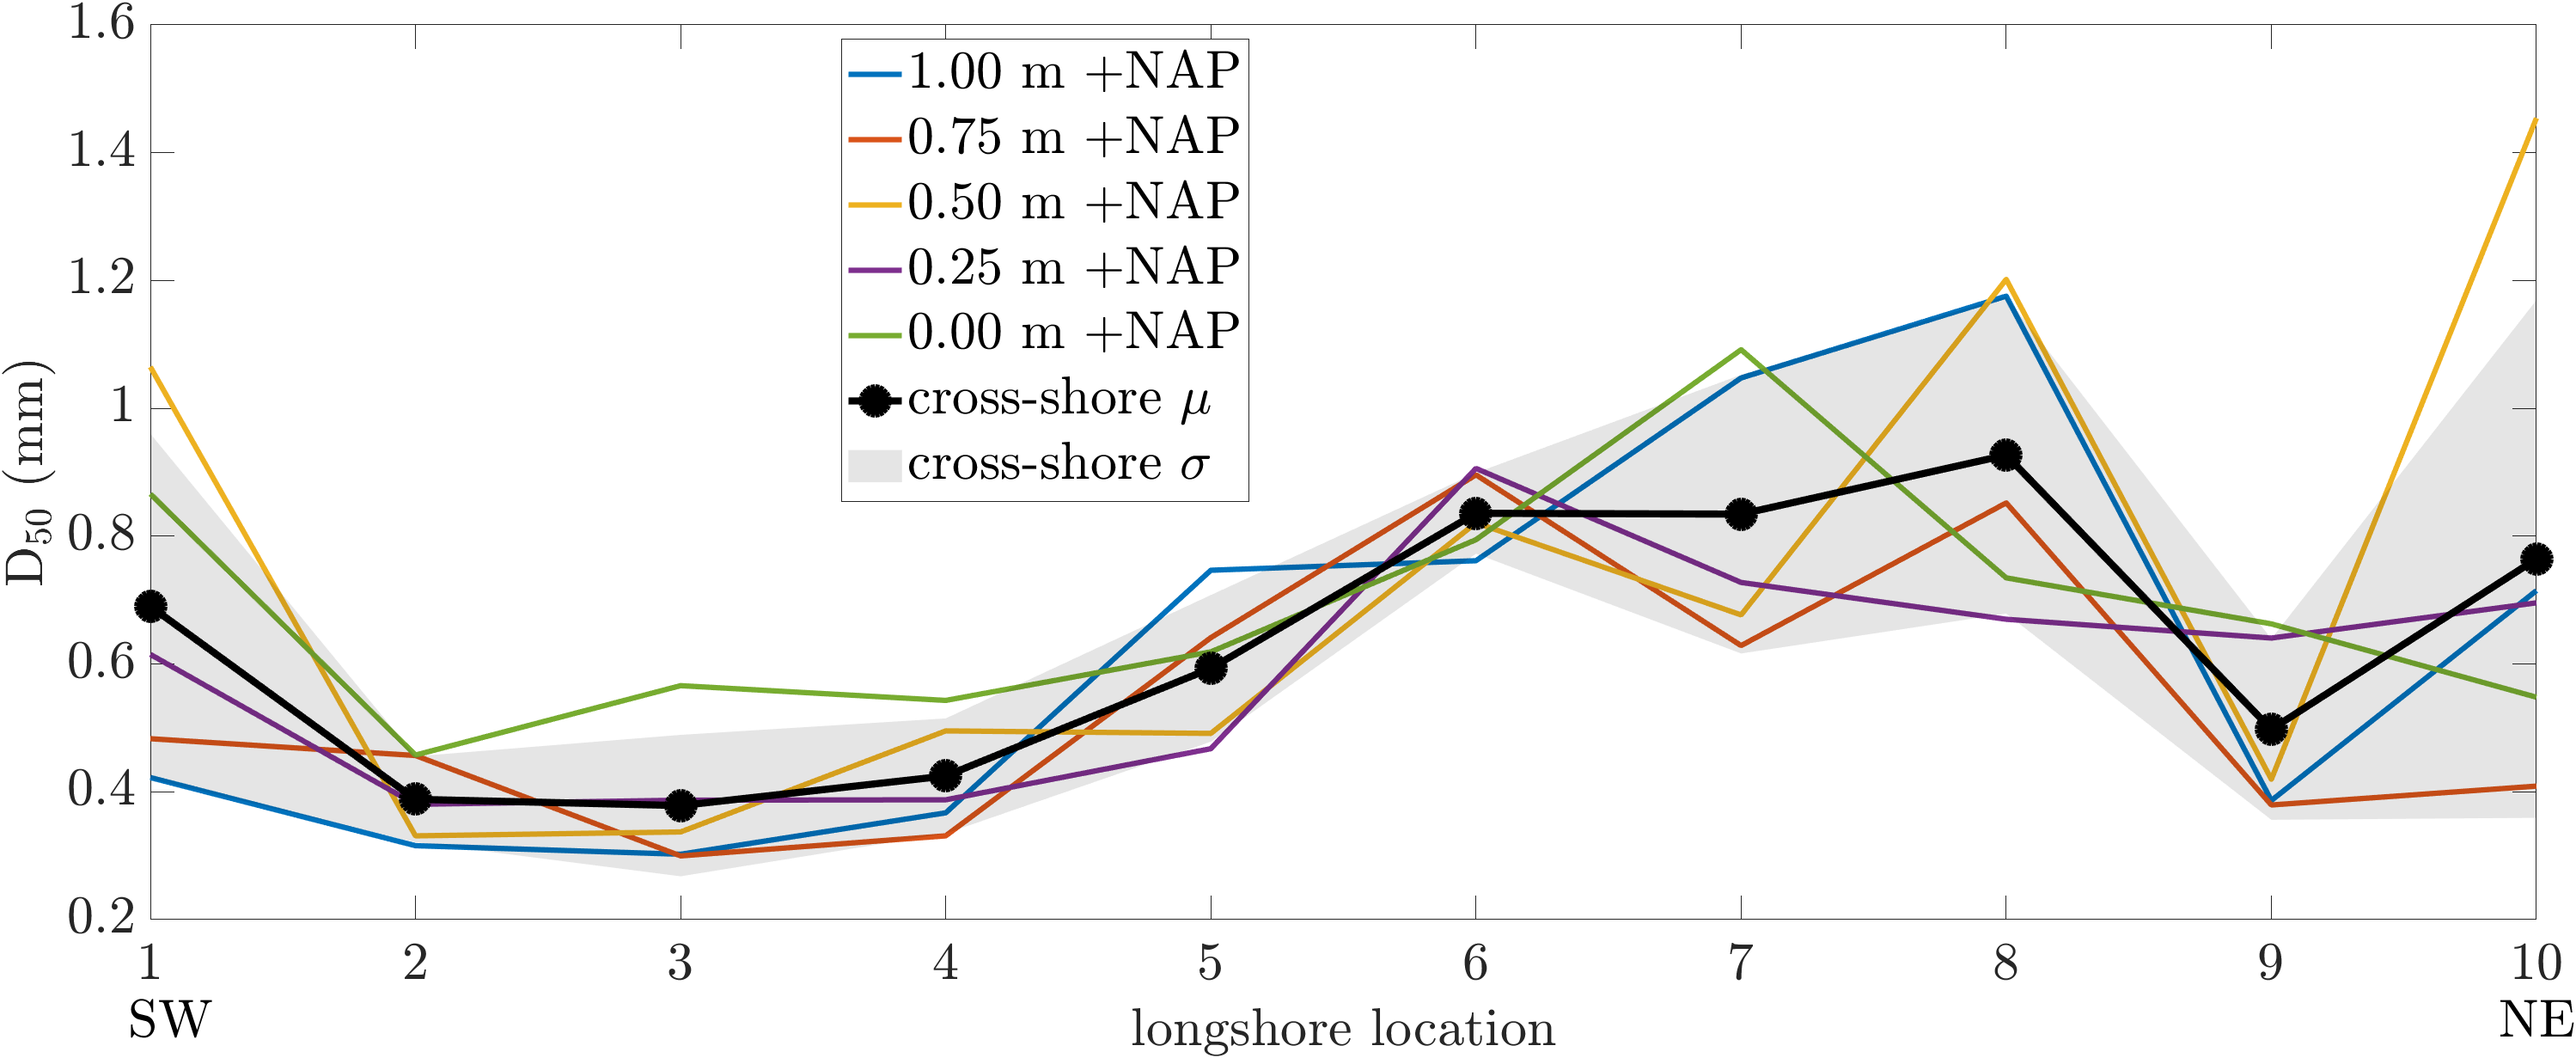 1.6
1.4
1.2
1
0.8
0.6
0.4
0.2
D50 (mm)
1.00 m +NAP
0.75 m +NAP
0.50 m +NAP
0.25 m +NAP
0.00 m +NAP
cross-shore μ
cross-shore σ
1 2 3 4 5 6 7 8 9 10
SW longshore location NE